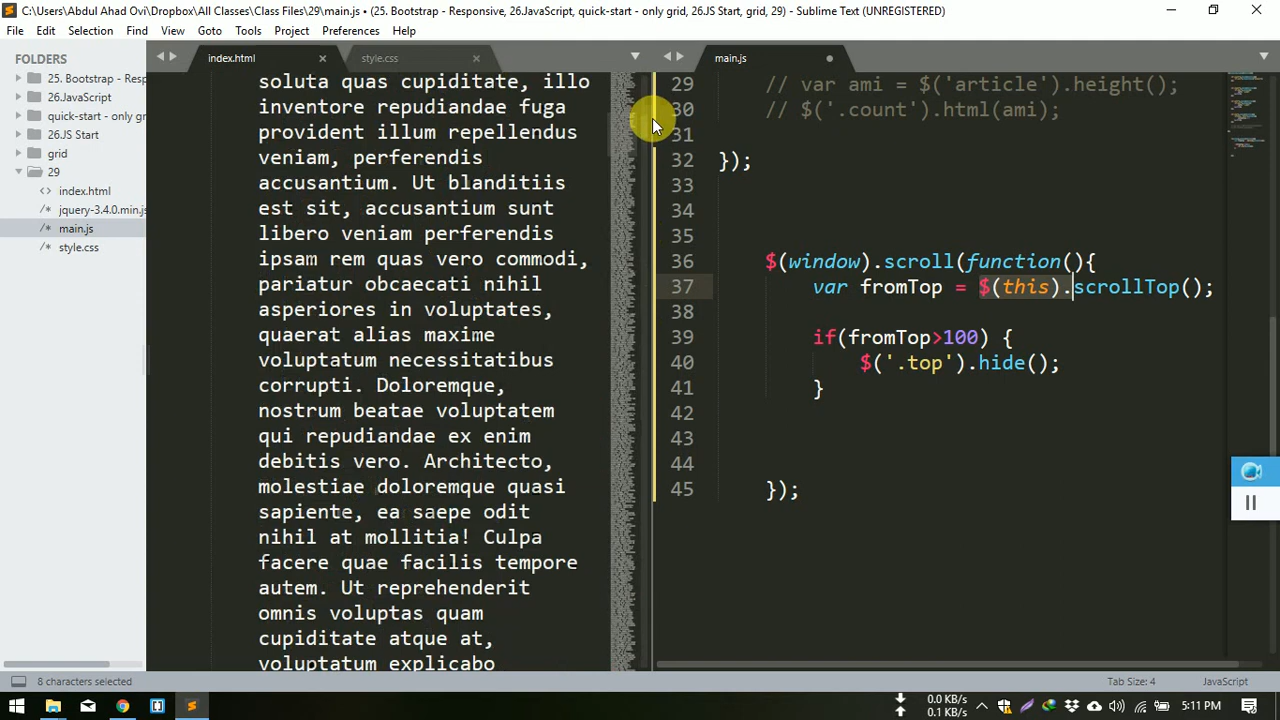 C:\Users\Abdul Ahad Ovi\Dropbox\All Classes\Class Files\29\main.js • (25. Bootstrap - Responsive, 26.JavaScript, quick-start - only grid, 26.JS Start, grid, 29) - Sublime Text (UNREGISTERED)
File Edit Selection Find View Goto Tools Project Preferences Help
FOLDERS
25. Bootstrap - Resp
26.JavaScript
quick-start - only gr
26.JS Start
grid
29
index.html
jquery-3.4.0.min.js
main.js
style.css
index.html
style.css
soluta quas cupiditate, illo
inventore repudiandae fuga
provident illum repellendus
veniam, perferendis
accusantium. Ut blanditiis
est sit, accusantium sunt
libero veniam perferendis
ipsam rem quas vero commodi,
pariatur obcaecati nihil
asperiores in voluptates,
quaerat alias maxime
voluptatum necessitatibus
corrupti. Doloremque,
nostrum beatae voluptatem
qui repudiandae ex enim
debitis vero. Architecto,
molestiae doloremque quasi
sapiente, ea saepe odit
nihil at mollitia! Culpa
facere quae facilis tempore
autem. Ut reprehenderit
omnis voluptas quam
cupiditate atque at,
voluptatum explicabo
main.js
29 // var ami = $('article').height();
30 // $('.count').html(ami);
31
32 });
33
34
35
36 $(window).scroll(function(){
37 var fromTop = $(this).scrollTop();
38
39 if(fromTop>100) {
40 $('.top').hide();
41 }
42
43
44
45 });
8 characters selected
Tab Size: 4
JavaScript
0.0 KB/s
0.1 KB/s
5:11 PM